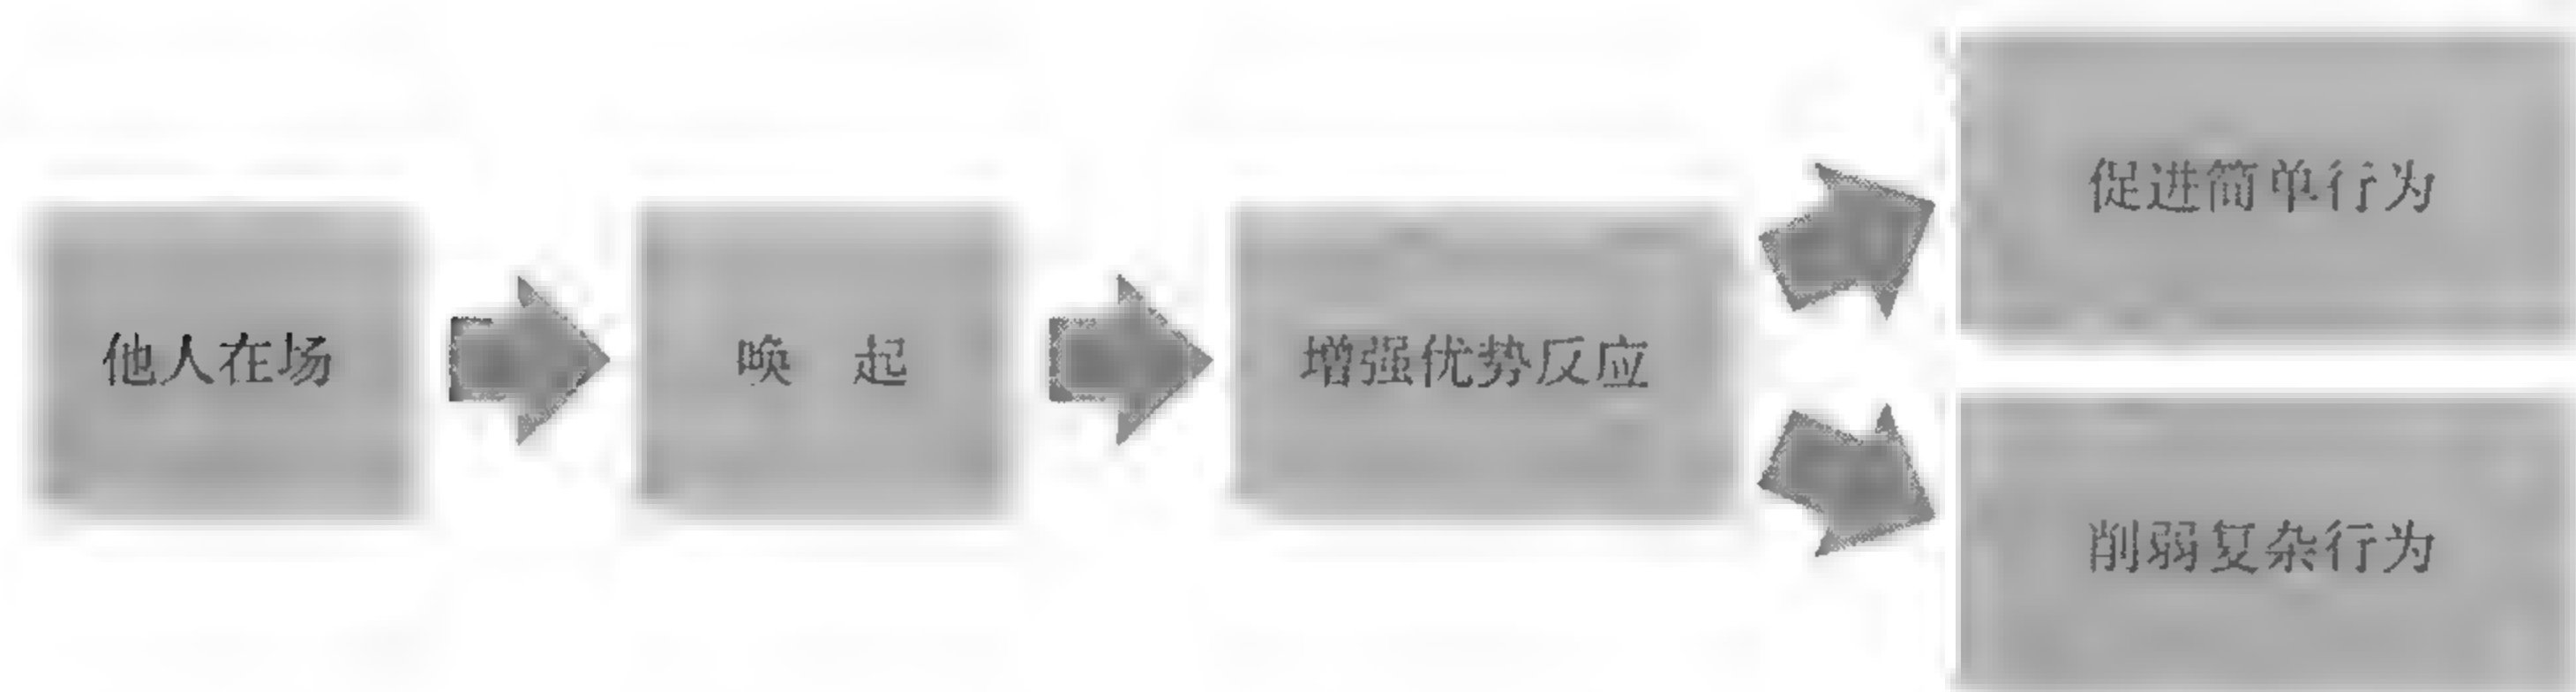 他人在场
唤 起
增强优势反应
促进简单行为
削弱复杂行为